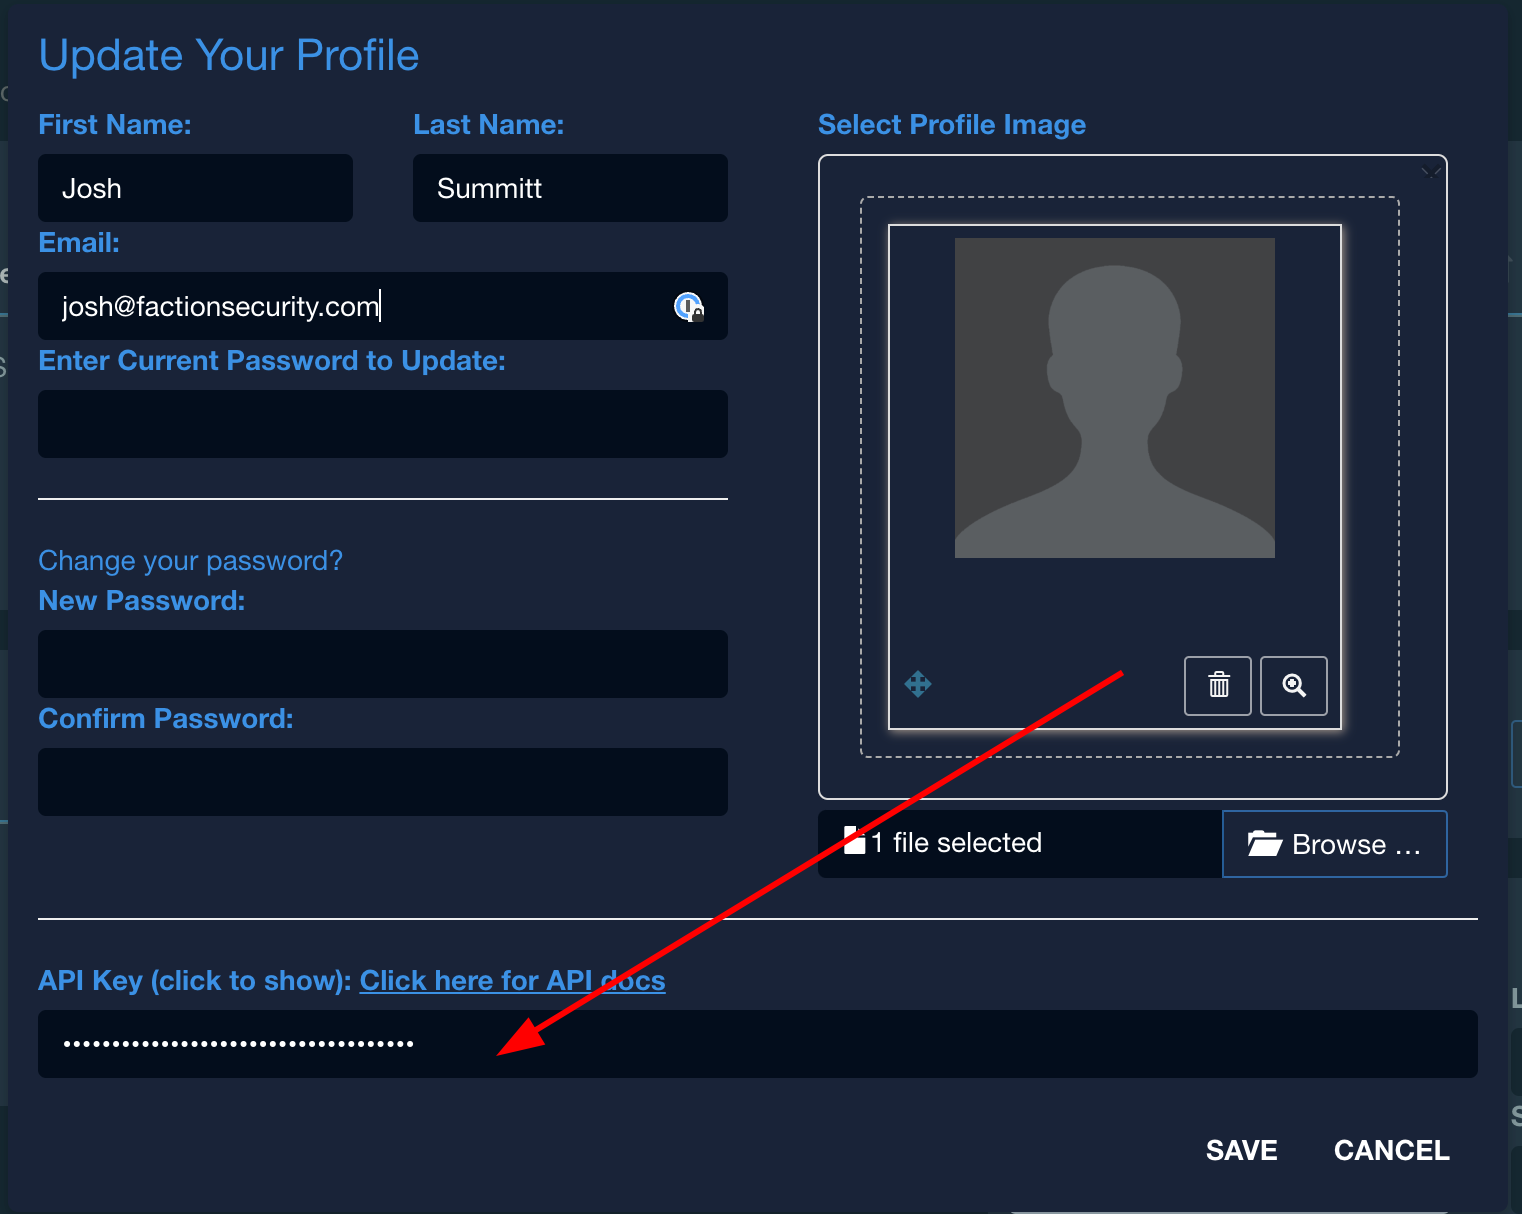 Update Your Profile
First Name:
Last Name:
Select Profile Image
Josh
Summitt
Email:
josh@factionsecurity.com
Enter Current Password to Update:
Change your password?
New Password:
Confirm Password:
1 file selected
Browse ...
API Key (click to show): Click here for API docs
••••••••••••••••••••••••••••••••••••
SAVE
CANCEL